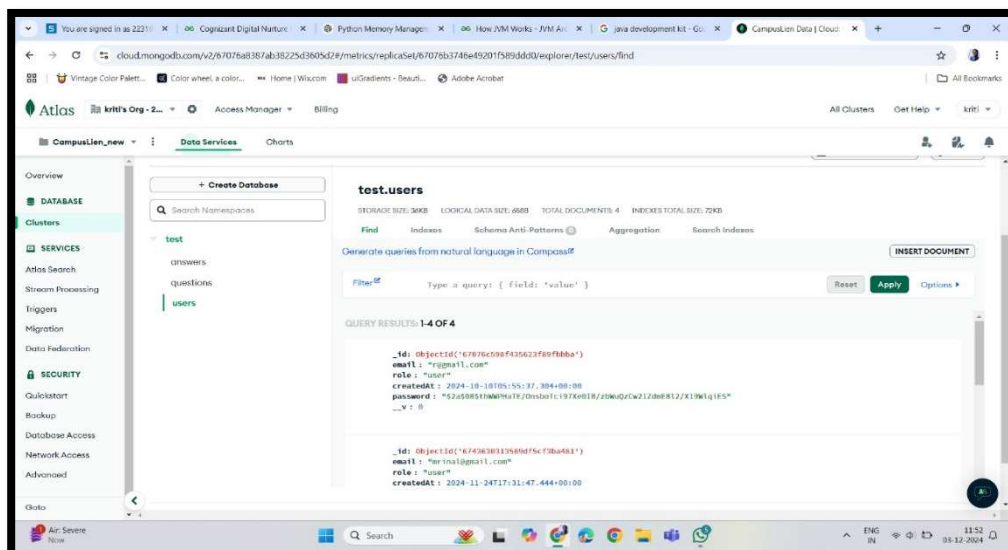 You are signed in as 2231
Cognizant Digital Nurture
Python Memory Managem
How JVM Works - JVM Arc
java development kit - Goo
CampusLien Data | Cloud:
cloud.mongodb.com/v2/67076a8387ab38225d3605d2#/metrics/replicaSet/67076b3746e49201f589ddd0/explorer/test/users/find
Vintage Color Palett...
Color wheel, a color...
Home | Wix.com
uiGradients - Beauti...
Adobe Acrobat
All Bookmarks
Atlas
kriti's Org - 2...
Access Manager
Billing
All Clusters
Get Help
kriti
CampusLien_new
Data Services
Charts
Overview
DATABASE
Clusters
SERVICES
Atlas Search
Stream Processing
Triggers
Migration
Data Federation
SECURITY
Quickstart
Backup
Database Access
Network Access
Advanced
Goto
+ Create Database
Search Namespaces
test
answers
questions
users
test.users
STORAGE SIZE: 36KB LOGICAL DATA SIZE: 658B TOTAL DOCUMENTS: 4 INDEXES TOTAL SIZE: 72KB
Find Indexes Schema Anti-Patterns 0 Aggregation Search Indexes
Generate queries from natural language in Compass
INSERT DOCUMENT
Filter
Type a query: { field: 'value' }
Reset
Apply
Options
QUERY RESULTS: 1-4 OF 4
_id: ObjectId('67076c598f435623f89fbbba')
email: "r@gmail.com"
role: "user"
createdAt: 2024-10-10T05:55:37.304+00:00
password:
__v: 0
_id: ObjectId('6743630313589df5cf3ba481')
email: "mrinal@gmail.com"
role: "user"
createdAt: 2024-11-24T17:31:47.444+00:00
Air: Severe
Now
Search
ENG
IN
11:52
03-12-2024